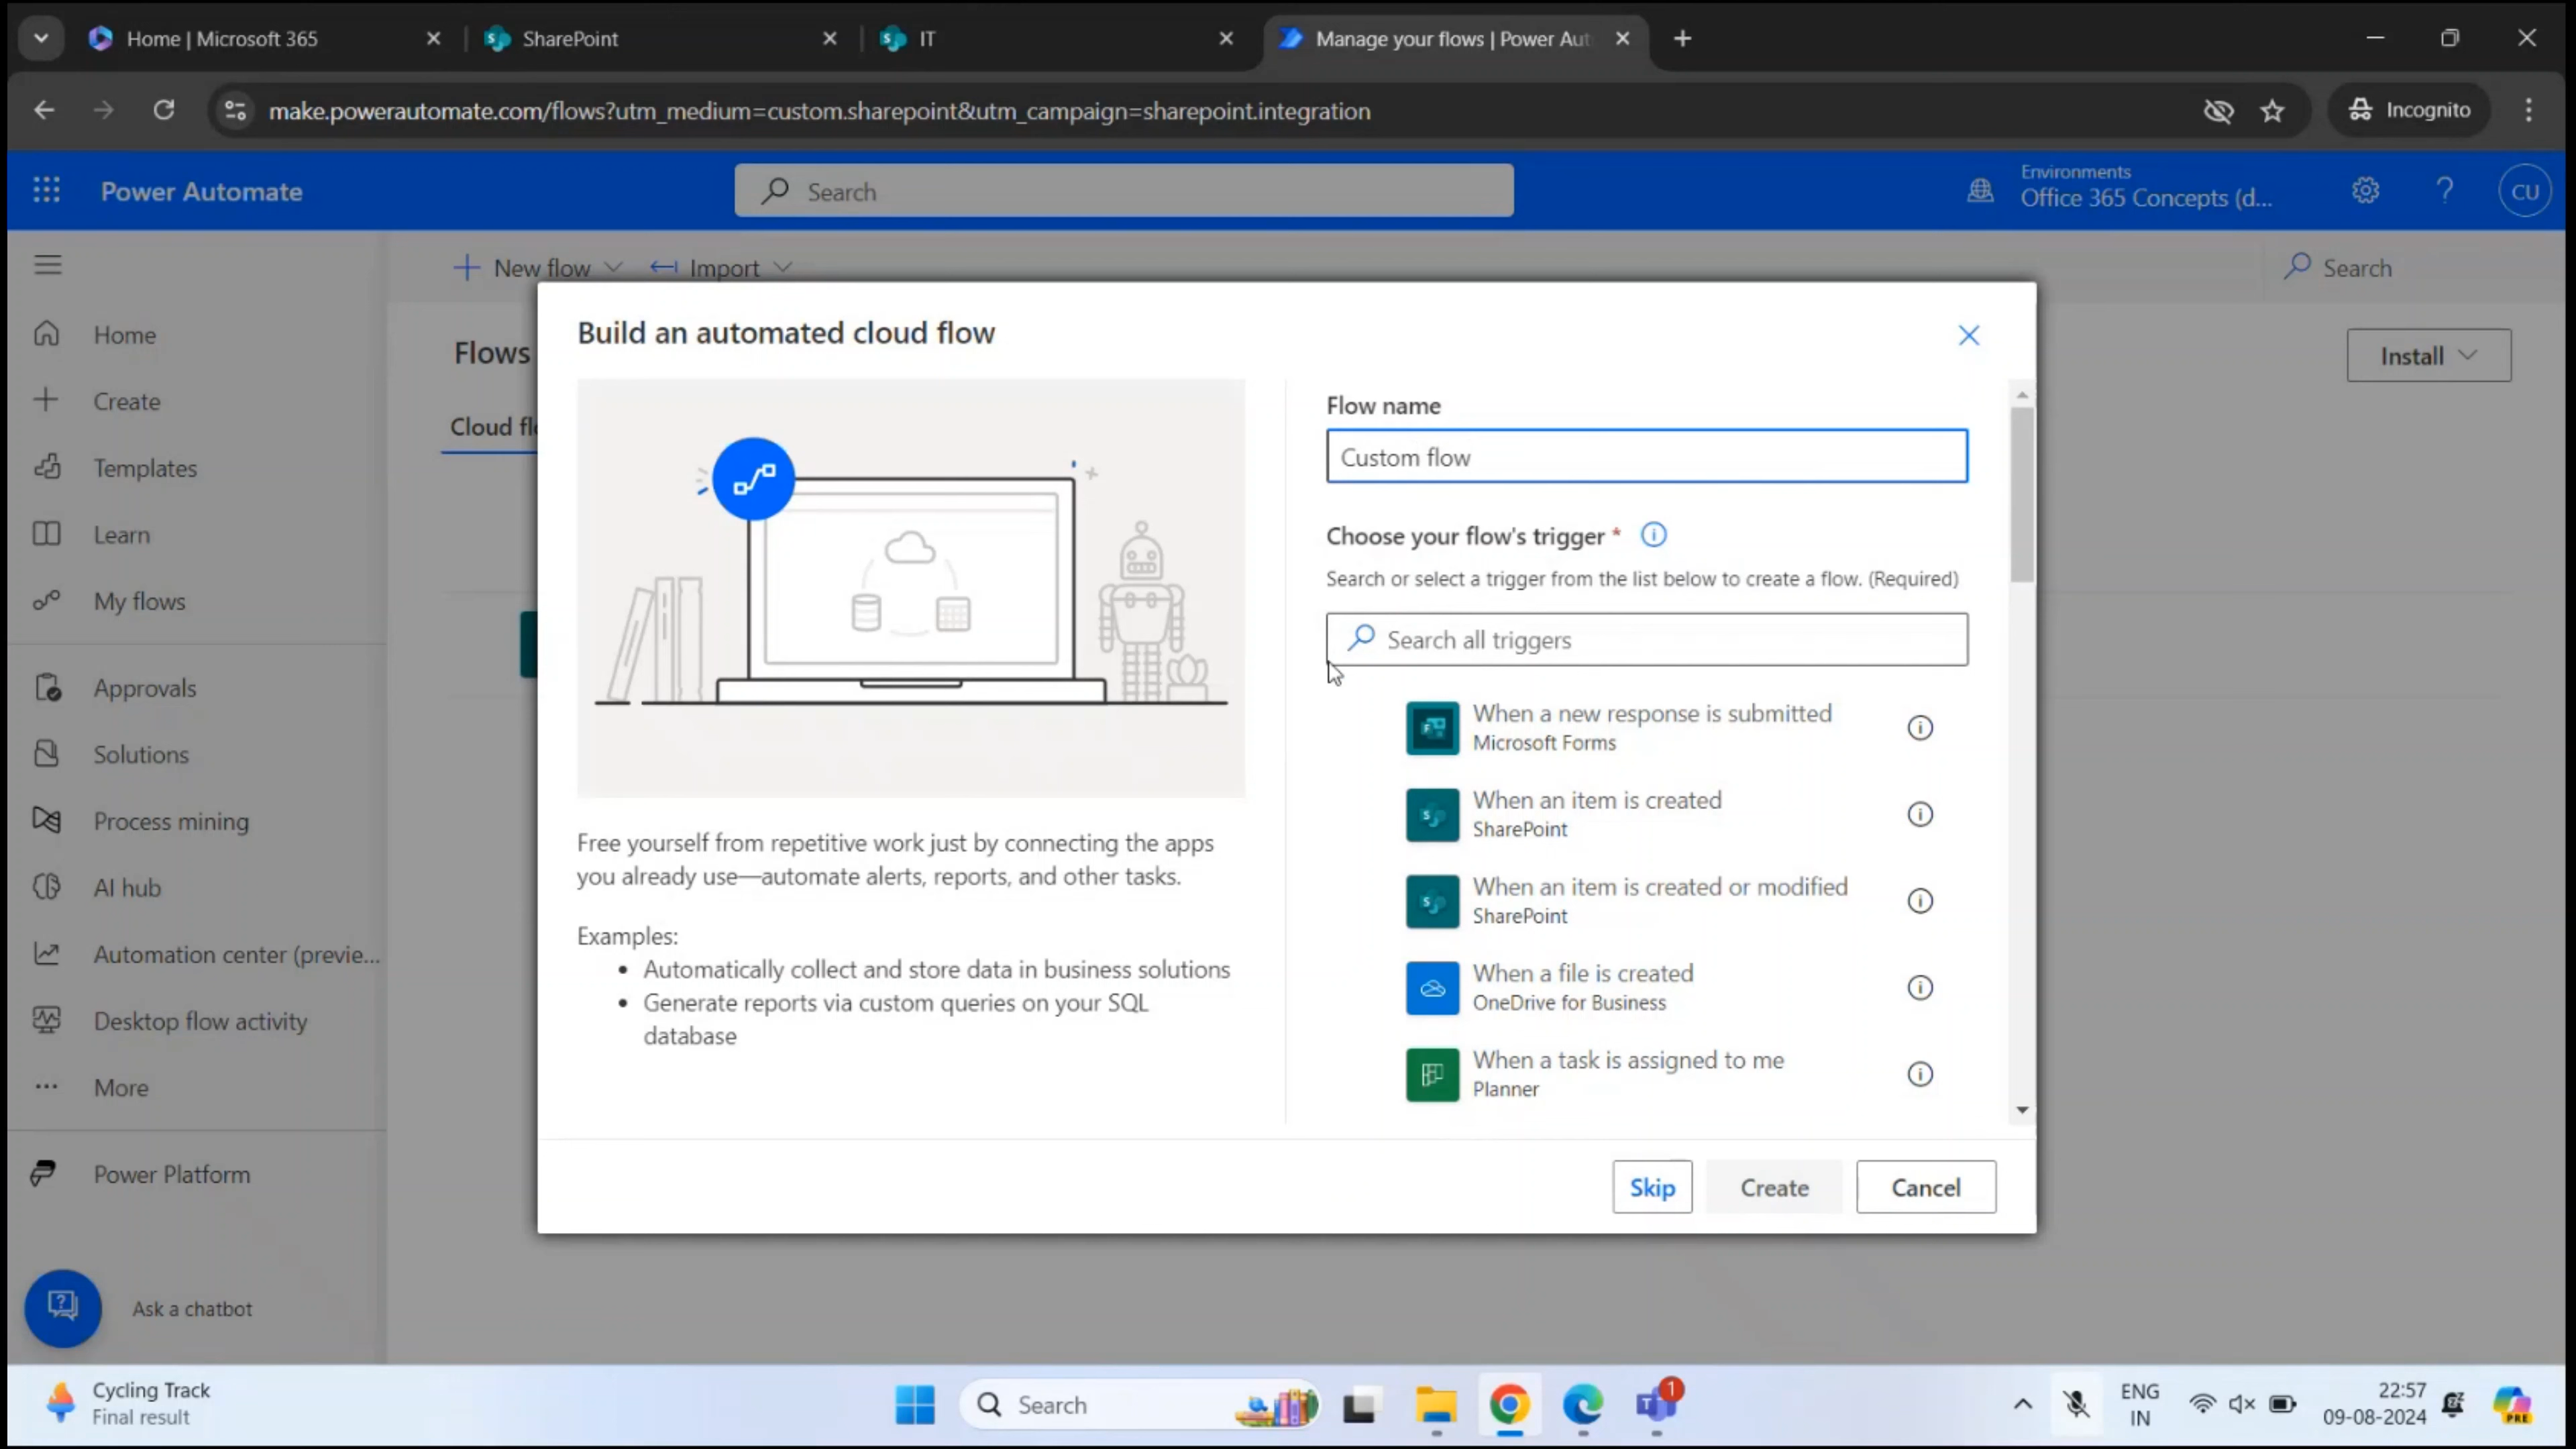 Home | Microsoft 365
SharePoint
IT
Manage your flows | Power Aut
make.powerautomate.com/flows?utm_medium=custom.sharepoint&utm_campaign=sharepoint.integration
Incognito
Power Automate
Search
Environments
Office 365 Concepts (d...
CU
New flow
Import
Search
Home
Create
Templates
Learn
My flows
Approvals
Solutions
Process mining
AI hub
Automation center (previe...
Desktop flow activity
More
Power Platform
Ask a chatbot
Flows
Install
Cloud fl
Build an automated cloud flow
Free yourself from repetitive work just by connecting the apps
you already use—automate alerts, reports, and other tasks.
Examples:
• Automatically collect and store data in business solutions
• Generate reports via custom queries on your SQL
database
Flow name
Custom flow
Choose your flow's trigger *
Search or select a trigger from the list below to create a flow. (Required)
Search all triggers
When a new response is submitted
Microsoft Forms
When an item is created
SharePoint
When an item is created or modified
SharePoint
When a file is created
OneDrive for Business
When a task is assigned to me
Planner
Skip
Create
Cancel
Cycling Track
Final result
Search
1
ENG
IN
22:57
09-08-2024
PRE